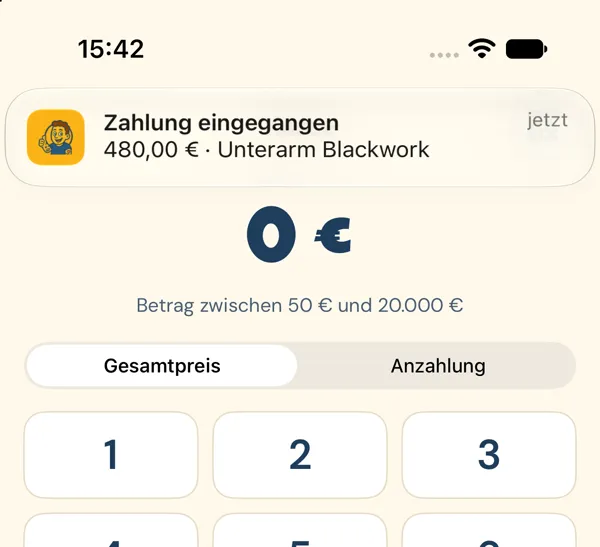 15:42
Zahlung eingegangen
jetzt
480,00 € · Unterarm Blackwork
0 €
Betrag zwischen 50 € und 20.000 €
Gesamtpreis
Anzahlung
1
2
3